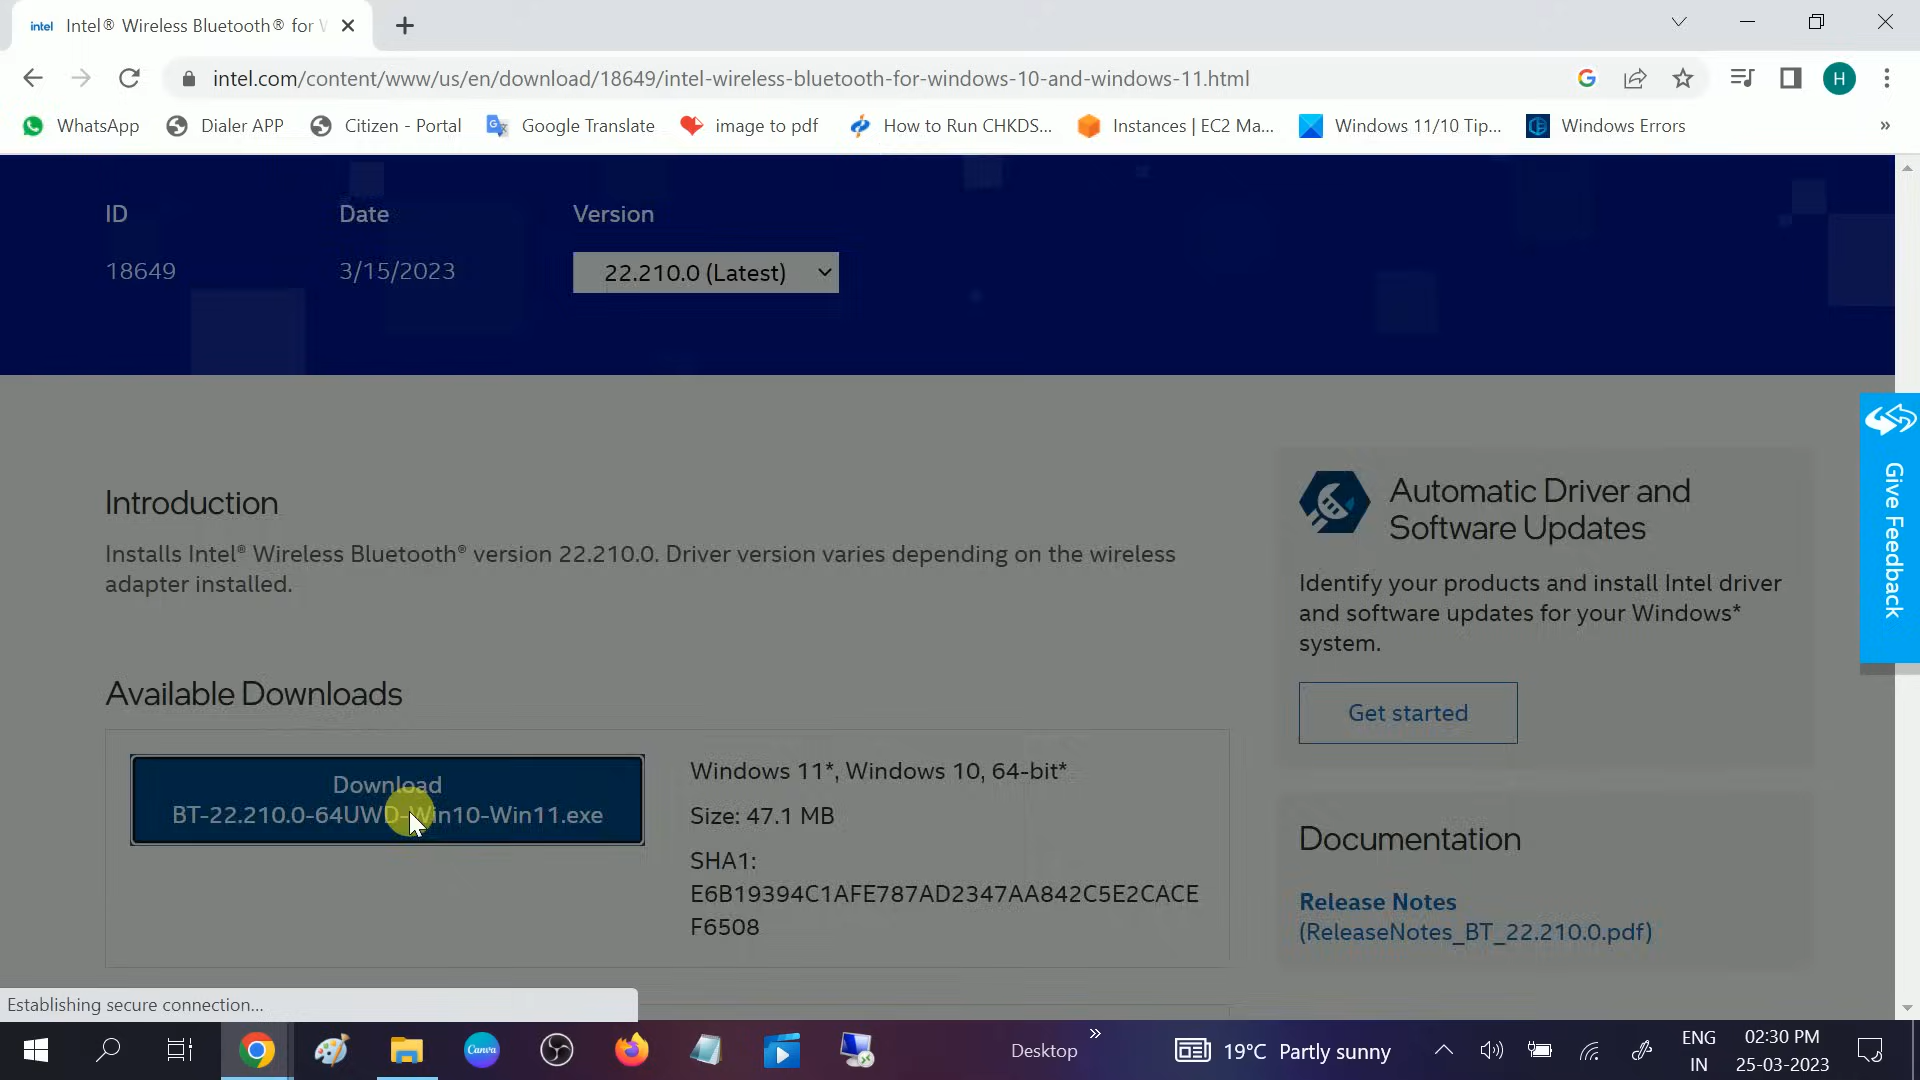 intel Intel® Wireless Bluetooth® for W
intel.com/content/www/us/en/download/18649/intel-wireless-bluetooth-for-windows-10-and-windows-11.html
H
WhatsApp Dialer APP Citizen - Portal Google Translate image to pdf How to Run CHKDS... Instances | EC2 Ma... Windows 11/10 Tip... Windows Errors »
ID Date Version
18649 3/15/2023 22.210.0 (Latest)
Give Feedback
Introduction
Installs Intel® Wireless Bluetooth® version 22.210.0. Driver version varies depending on the wireless
adapter installed.
Automatic Driver and
Software Updates
Identify your products and install Intel driver
and software updates for your Windows*
system.
Get started
Available Downloads
Download
BT-22.210.0-64UWD-Win10-Win11.exe
Windows 11*, Windows 10, 64-bit*
Size: 47.1 MB
SHA1:
E6B19394C1AFE787AD2347AA842C5E2CACE
F6508
Documentation
Release Notes
(ReleaseNotes_BT_22.210.0.pdf)
Establishing secure connection...
Canva
Desktop »
19°C Partly sunny
ENG
IN
02:30 PM
25-03-2023